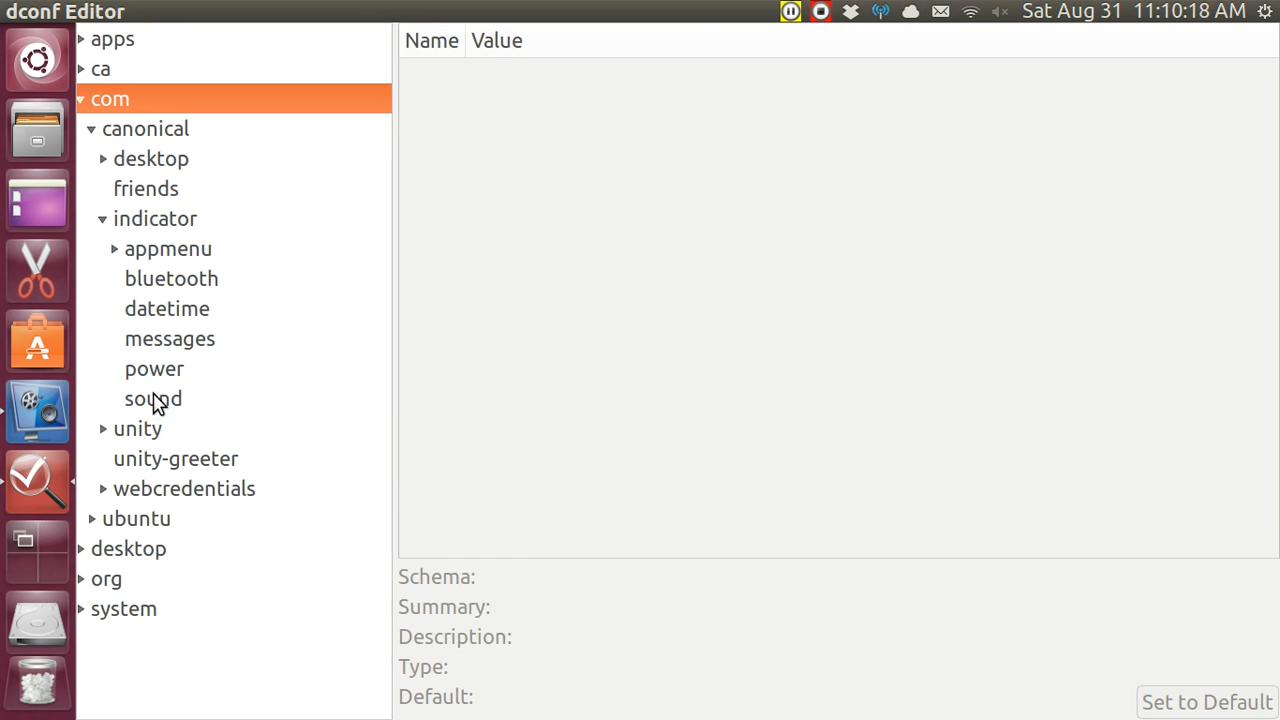 dconf Editor
Sat Aug 31 11:10:18 AM
apps
ca
com
canonical
desktop
friends
indicator
appmenu
bluetooth
datetime
messages
power
sound
unity
unity-greeter
webcredentials
ubuntu
desktop
org
system
Name Value
Schema:
Summary:
Description:
Type:
Default:
Set to Default